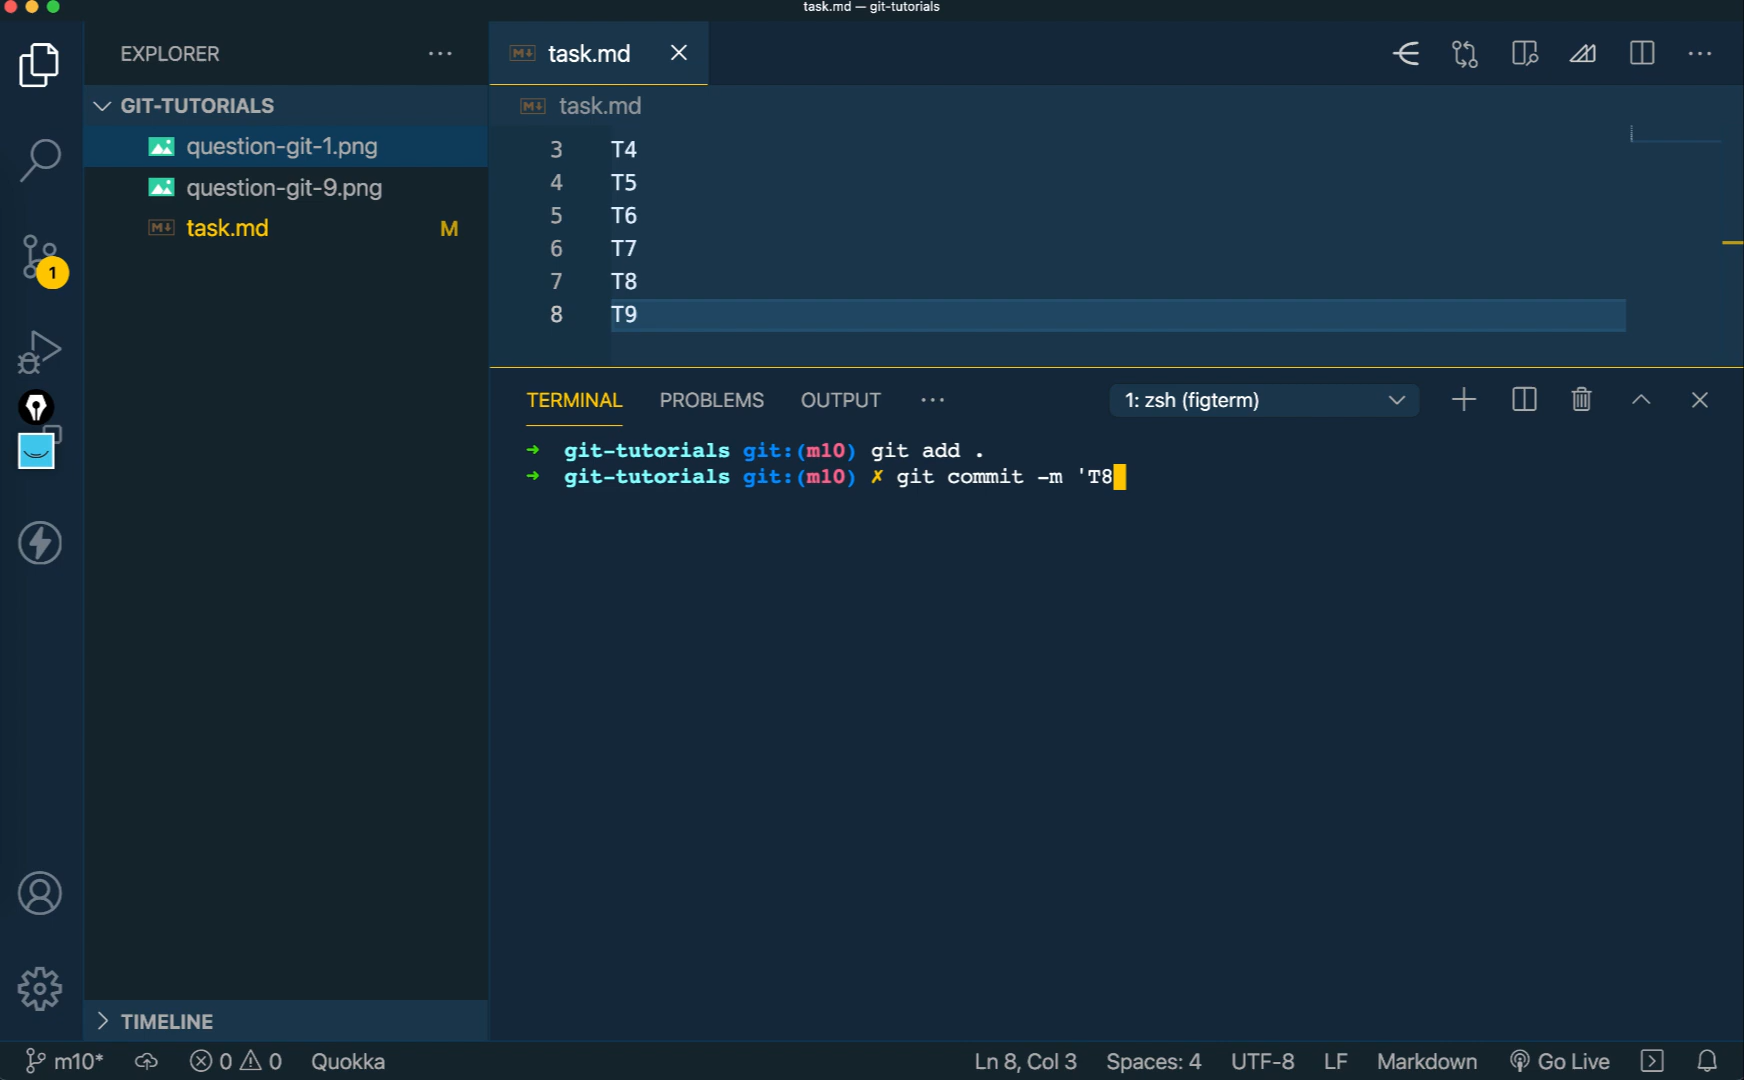 task.md — git-tutorials
EXPLORER
GIT-TUTORIALS
question-git-1.png
question-git-9.png
M↓ task.md M
1
M↓ task.md
M↓ task.md
3 T4
4 T5
5 T6
6 T7
7 T8
8 T9
TERMINAL PROBLEMS OUTPUT 1: zsh (figterm)
➜ git-tutorials git:(m10) git add .
➜ git-tutorials git:(m10) ✗ git commit -m 'T8
TIMELINE
m10* 0 0 Quokka Ln 8, Col 3 Spaces: 4 UTF-8 LF Markdown Go Live